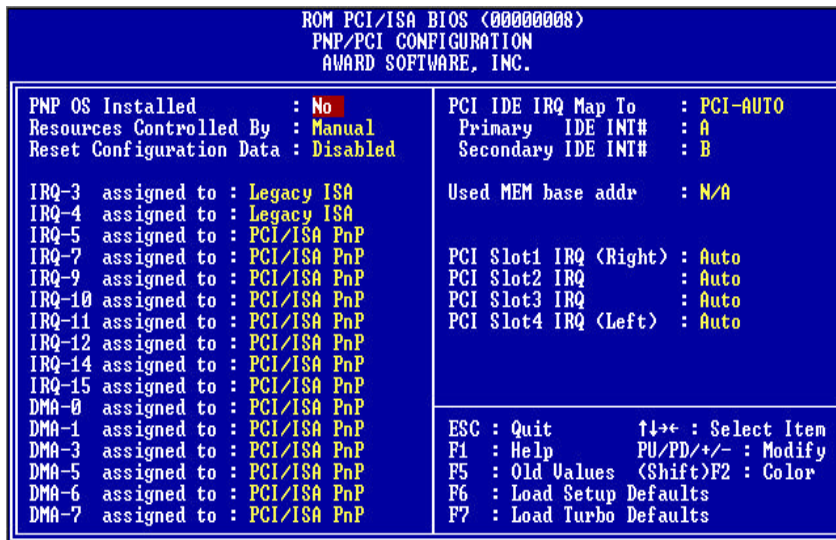 ROM PCI/ISA BIOS (00000008)
PNP/PCI CONFIGURATION
AWARD SOFTWARE, INC.
PNP OS Installed : No
Resources Controlled By : Manual
Reset Configuration Data : Disabled
IRQ-3 assigned to : Legacy ISA
IRQ-4 assigned to : Legacy ISA
IRQ-5 assigned to : PCI/ISA PnP
IRQ-7 assigned to : PCI/ISA PnP
IRQ-9 assigned to : PCI/ISA PnP
IRQ-10 assigned to : PCI/ISA PnP
IRQ-11 assigned to : PCI/ISA PnP
IRQ-12 assigned to : PCI/ISA PnP
IRQ-14 assigned to : PCI/ISA PnP
IRQ-15 assigned to : PCI/ISA PnP
DMA-0 assigned to : PCI/ISA PnP
DMA-1 assigned to : PCI/ISA PnP
DMA-3 assigned to : PCI/ISA PnP
DMA-5 assigned to : PCI/ISA PnP
DMA-6 assigned to : PCI/ISA PnP
DMA-7 assigned to : PCI/ISA PnP
PCI IDE IRQ Map To : PCI-AUTO
Primary IDE INT# : A
Secondary IDE INT# : B
Used MEM base addr : N/A
PCI Slot1 IRQ (Right) : Auto
PCI Slot2 IRQ : Auto
PCI Slot3 IRQ : Auto
PCI Slot4 IRQ (Left) : Auto
ESC : Quit ↑↓→← : Select Item
F1 : Help PU/PD/+/- : Modify
F5 : Old Values (Shift)F2 : Color
F6 : Load Setup Defaults
F7 : Load Turbo Defaults